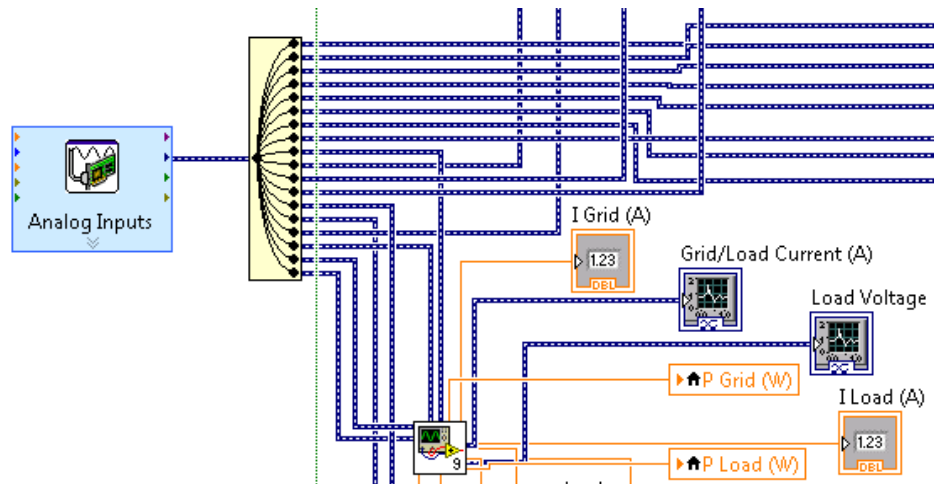 Analog Inputs
I Grid (A)
1.23
DBL
Grid/Load Current (A)
Load Voltage
P Grid (W)
I Load (A)
1.23
DBL
P Load (W)
9